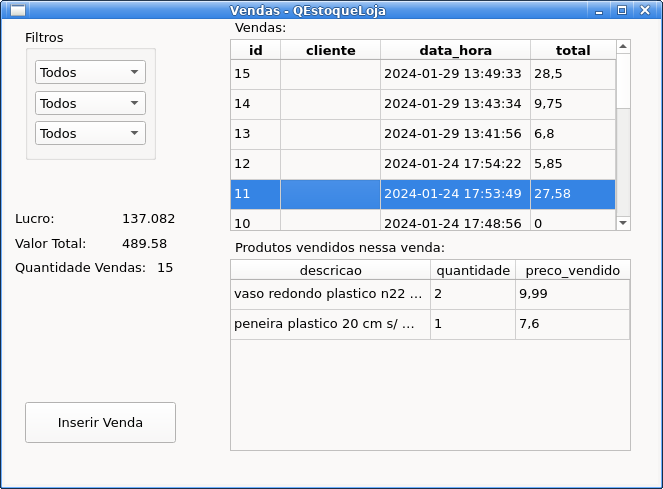 Vendas - QEstoqueLoja
Filtros
Todos
Todos
Todos
Lucro: 137.082
Valor Total: 489.58
Quantidade Vendas: 15
Inserir Venda
Vendas:
id cliente data_hora total
15 2024-01-29 13:49:33 28,5
14 2024-01-29 13:43:34 9,75
13 2024-01-29 13:41:56 6,8
12 2024-01-24 17:54:22 5,85
11 2024-01-24 17:53:49 27,58
10 2024-01-24 17:48:56 0
Produtos vendidos nessa venda:
descricao quantidade preco_vendido
vaso redondo plastico n22 ... 2 9,99
peneira plastico 20 cm s/ ... 1 7,6